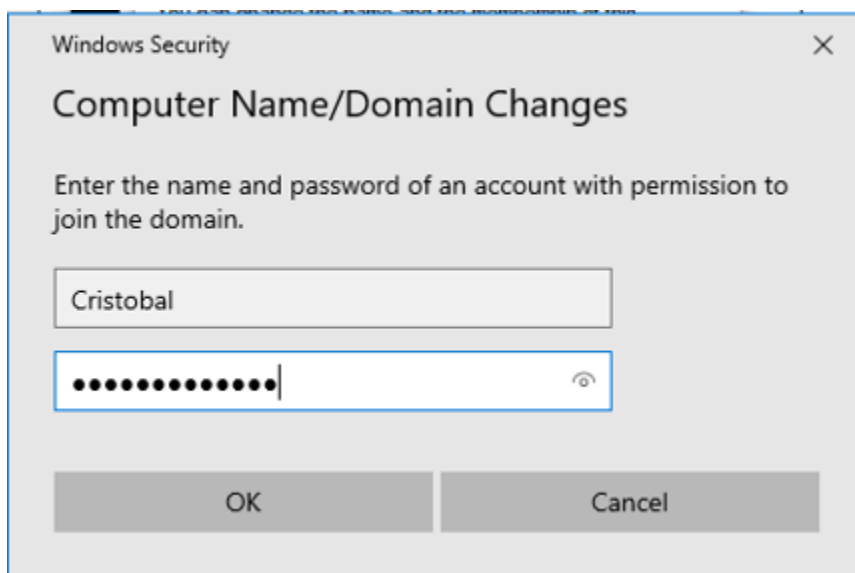 Windows Security
Computer Name/Domain Changes
Enter the name and password of an account with permission to
join the domain.
Cristobal
•••••••••••••
OK
Cancel